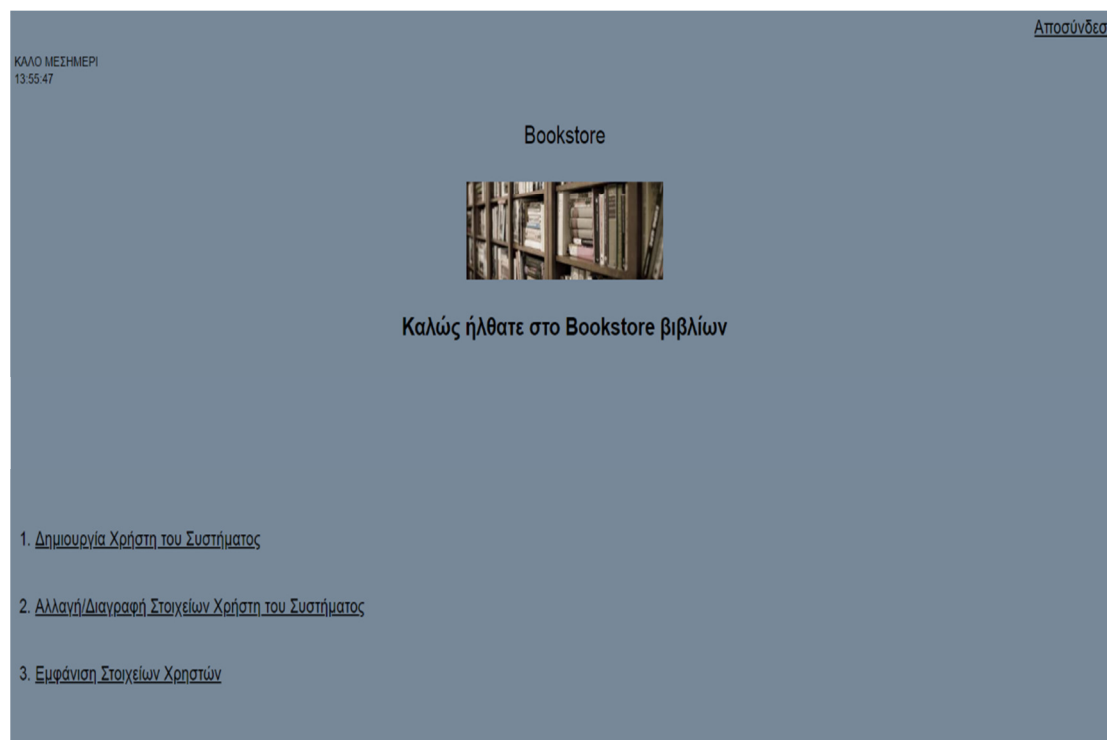 Αποσύνδεσ
ΚΑΛΟ ΜΕΣΗΜΕΡΙ
13:55:47
Bookstore
Καλώς ήλθατε στο Bookstore βιβλίων
1. Δημιουργία Χρήστη του Συστήματος
2. Αλλαγή/Διαγραφή Στοιχείων Χρήστη του Συστήματος
3. Εμφάνιση Στοιχείων Χρηστών